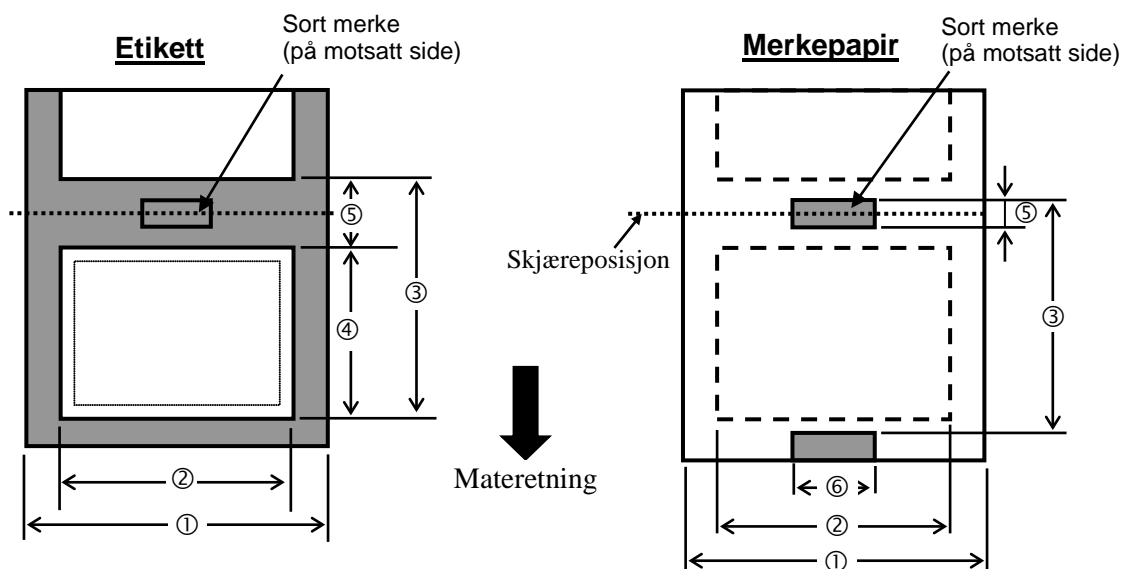 Etikett
Sort merke
(på motsatt side)
⑤
③
④
②
①
Materetning
Merkepapir
Sort merke
(på motsatt side)
Skjæreposisjon
⑤
③
⑥
②
①